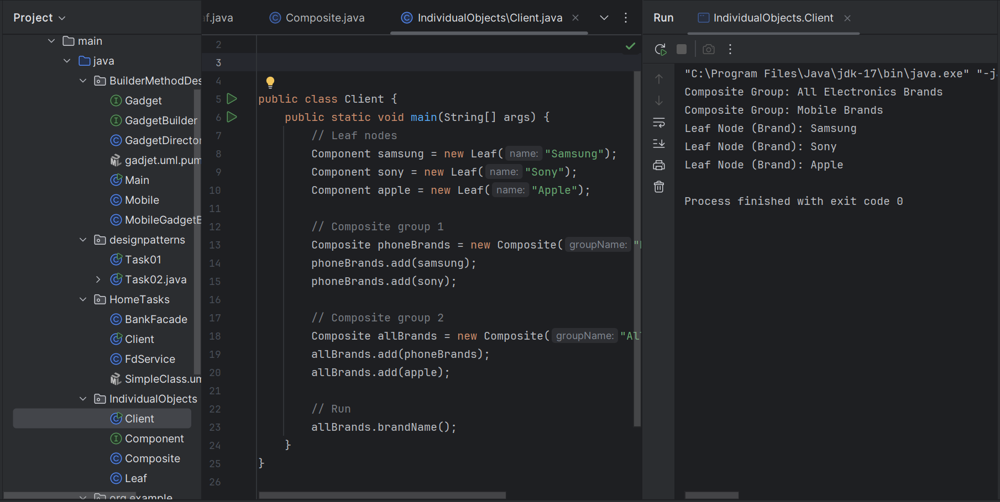 Project
main
java
BuilderMethodDes
Gadget
GadgetBuilder
GadgetDirector
gadjet.uml.pum
Main
Mobile
MobileGadgetB
designpatterns
Task01
Task02.java
HomeTasks
BankFacade
Client
FdService
SimpleClass.um
IndividualObjects
Client
Component
Composite
Leaf
org.example
af.java
Composite.java
IndividualObjects\Client.java
2
3
4
5 public class Client {
6 public static void main(String[] args) {
7 // Leaf nodes
8 Component samsung = new Leaf( name: "Samsung");
9 Component sony = new Leaf( name: "Sony");
10 Component apple = new Leaf( name: "Apple");
11
12 // Composite group 1
13 Composite phoneBrands = new Composite( groupName: "
14 phoneBrands.add(samsung);
15 phoneBrands.add(sony);
16
17 // Composite group 2
18 Composite allBrands = new Composite( groupName: "Al
19 allBrands.add(phoneBrands);
20 allBrands.add(apple);
21
22 // Run
23 allBrands.brandName();
24 }
25 }
26
Run
IndividualObjects.Client
"C:\Program Files\Java\jdk-17\bin\java.exe" "-j
Composite Group: All Electronics Brands
Composite Group: Mobile Brands
Leaf Node (Brand): Samsung
Leaf Node (Brand): Sony
Leaf Node (Brand): Apple
Process finished with exit code 0